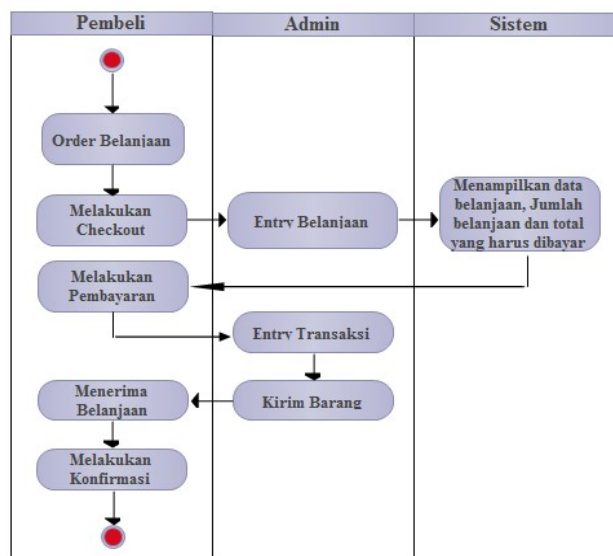 Pembeli
Admin
Sistem
Order Belanjaan
Melakukan
Checkout
Entry Belanjaan
Menampilkan data
belanjaan, Jumlah
belanjaan dan total
yang harus dibayar
Melakukan
Pembayaran
Entry Transaksi
Kirim Barang
Menerima
Belanjaan
Melakukan
Konfirmasi